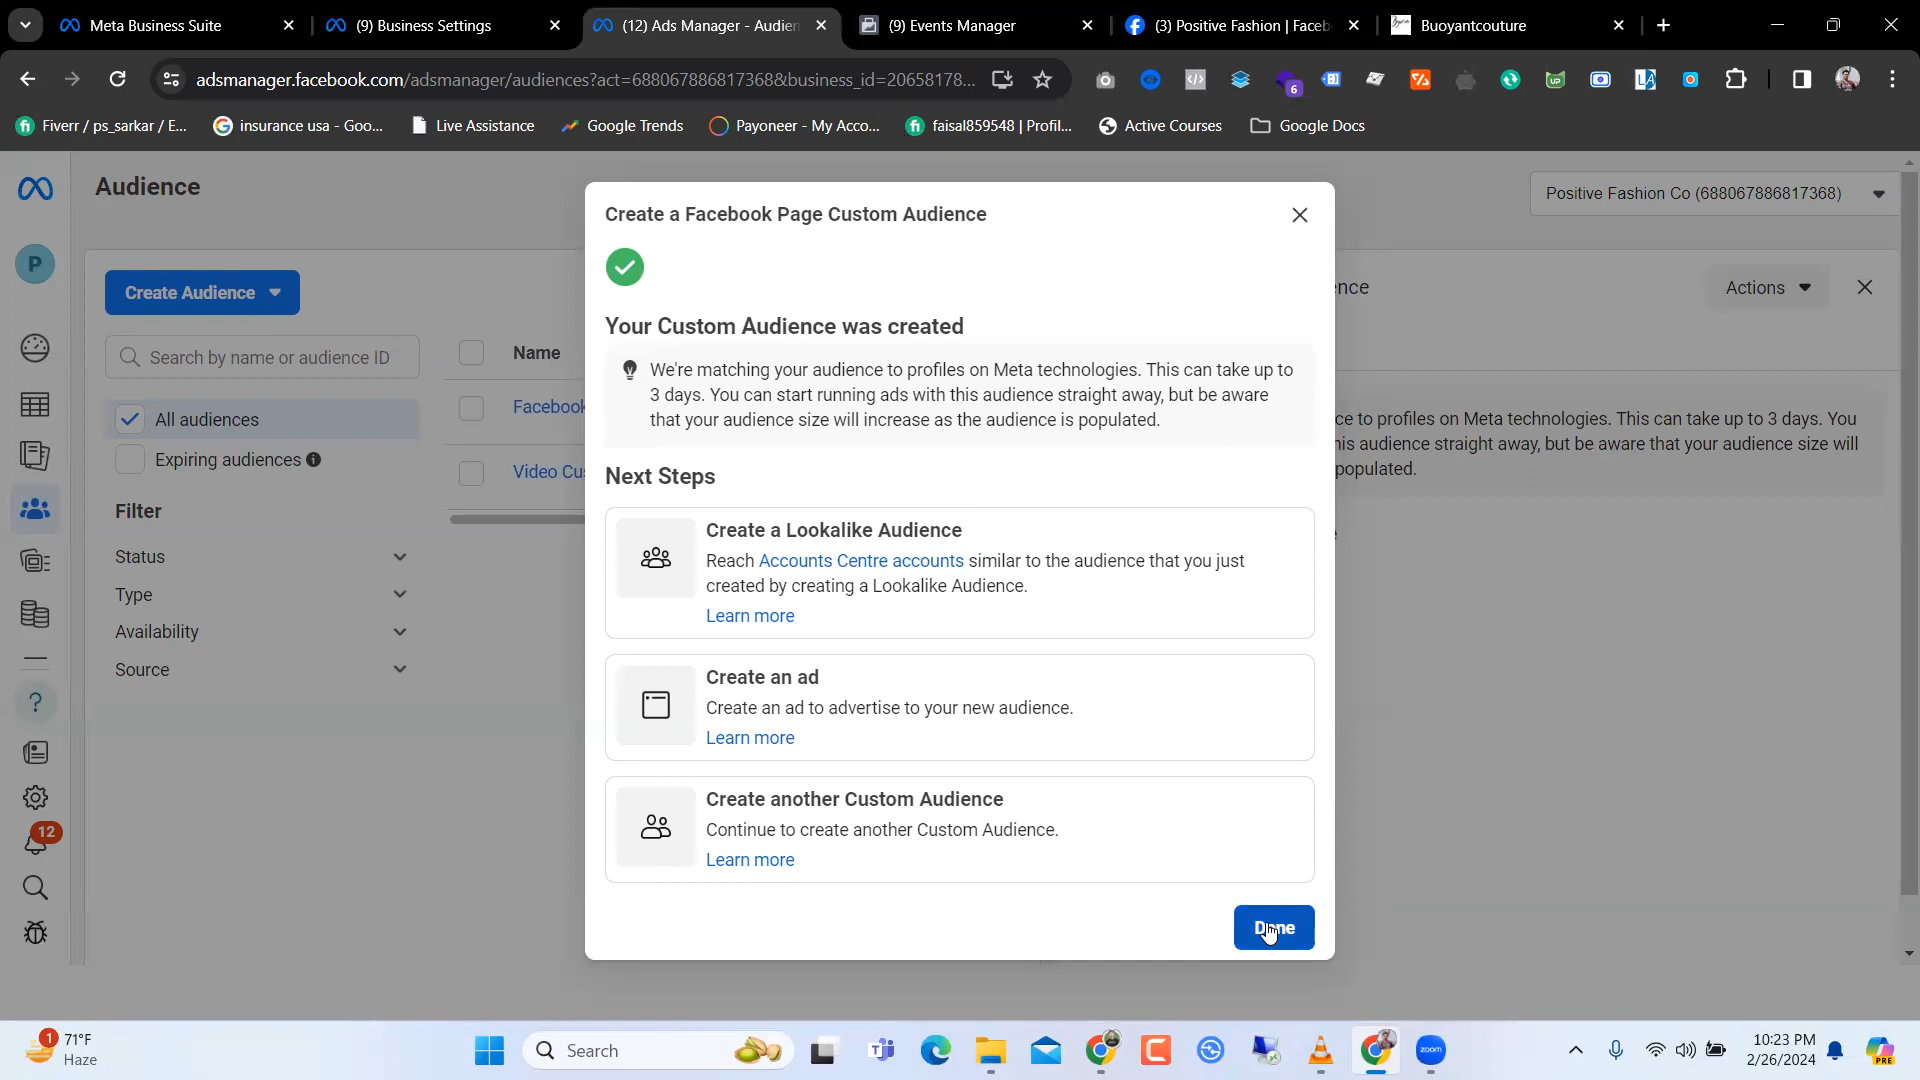 Meta Business Suite
(9) Business Settings
(12) Ads Manager - Audien
(9) Events Manager
(3) Positive Fashion | Faceb
Buoyantcouture
adsmanager.facebook.com/adsmanager/audiences?act=688067886817368&business_id=20658178...
6
Fiverr / ps_sarkar / E...
insurance usa - Goo...
Live Assistance
Google Trends
Payoneer - My Acco...
faisal859548 | Profil...
Active Courses
Google Docs
Audience
Positive Fashion Co (688067886817368)
P
Create Audience
Search by name or audience ID
All audiences
Expiring audiences
Filter
Status
Type
Availability
Source
12
Name
Facebook
Video Cu
Create a Facebook Page Custom Audience
Your Custom Audience was created
We're matching your audience to profiles on Meta technologies. This can take up to
3 days. You can start running ads with this audience straight away, but be aware
that your audience size will increase as the audience is populated.
Next Steps
Create a Lookalike Audience
Reach Accounts Centre accounts similar to the audience that you just
created by creating a Lookalike Audience.
Learn more
Create an ad
Create an ad to advertise to your new audience.
Learn more
Create another Custom Audience
Continue to create another Custom Audience.
Learn more
Done
nce
Actions
ce to profiles on Meta technologies. This can take up to 3 days. You
his audience straight away, but be aware that your audience size will
populated.
1
71°F
Haze
Search
zoom
10:23 PM
2/26/2024
PRE